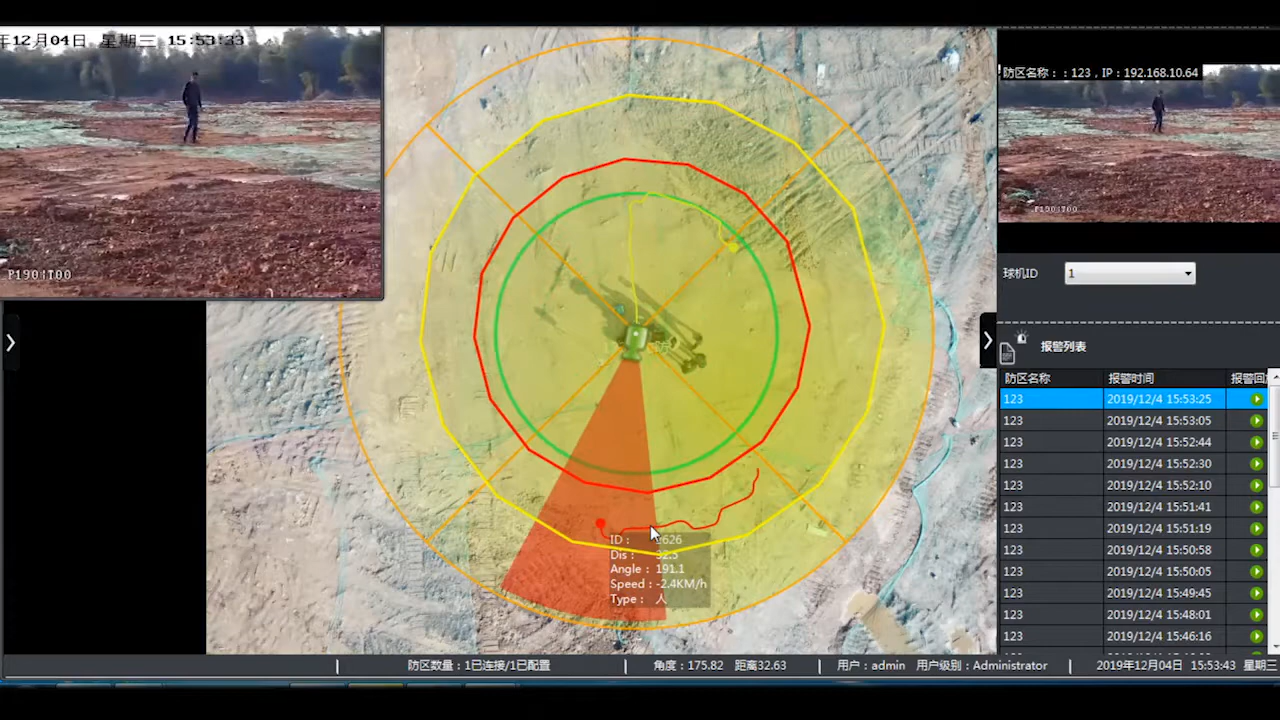 年12月04日 星期三 15:53:33
P190:T00
防区名称：：123，IP：192.168.10.64
P190:T00
球机ID
1
报警列表
防区名称 报警时间 报警回
123 2019/12/4 15:53:25
123 2019/12/4 15:53:05
123 2019/12/4 15:52:44
123 2019/12/4 15:52:30
123 2019/12/4 15:52:10
123 2019/12/4 15:51:41
123 2019/12/4 15:51:19
123 2019/12/4 15:50:58
123 2019/12/4 15:50:05
123 2019/12/4 15:49:45
123 2019/12/4 15:48:01
123 2019/12/4 15:46:16
ID：
Dis：
Angle：191.1
Speed：-2.4KM/h
Type：人
防区数量：1已连接/1已配置
角度：175.82 距离32.63
用户：admin 用户级别：Administrator
2019年12月04日 15:53:43 星期三